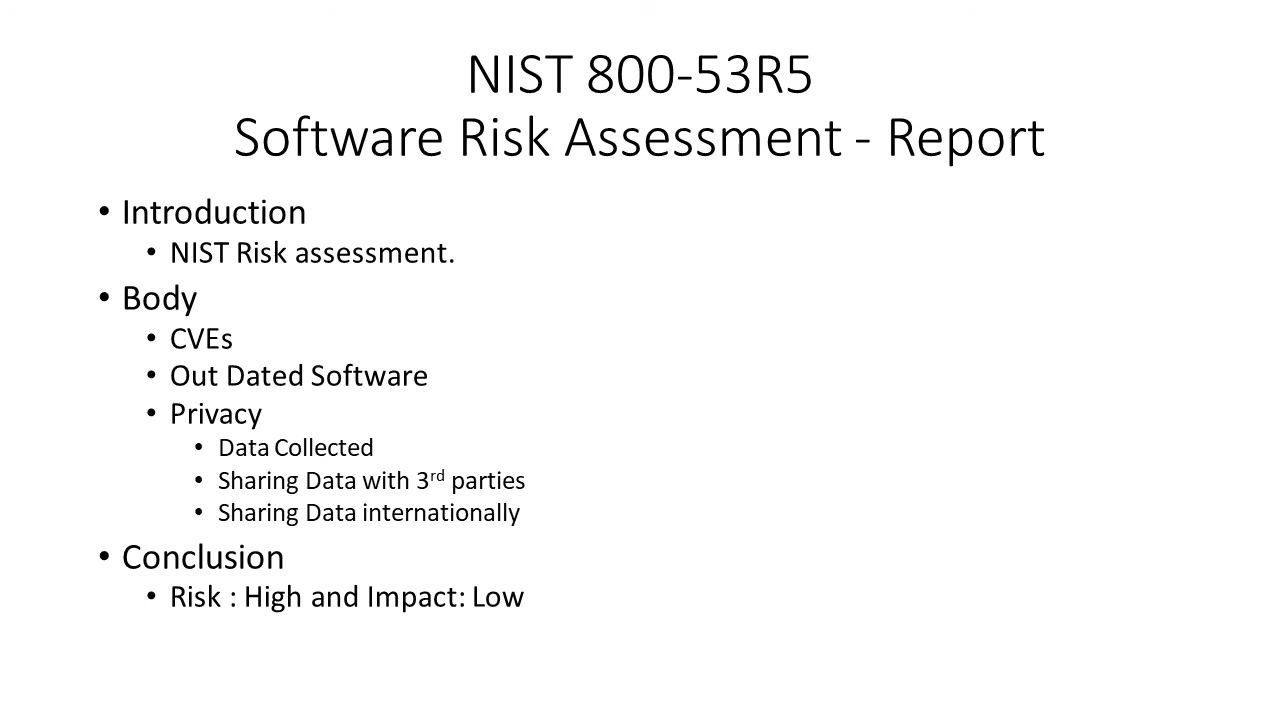 NIST 800-53R5
Software Risk Assessment - Report
• Introduction
• NIST Risk assessment.
• Body
• CVEs
• Out Dated Software
• Privacy
• Data Collected
• Sharing Data with 3rd parties
• Sharing Data internationally
• Conclusion
• Risk : High and Impact: Low